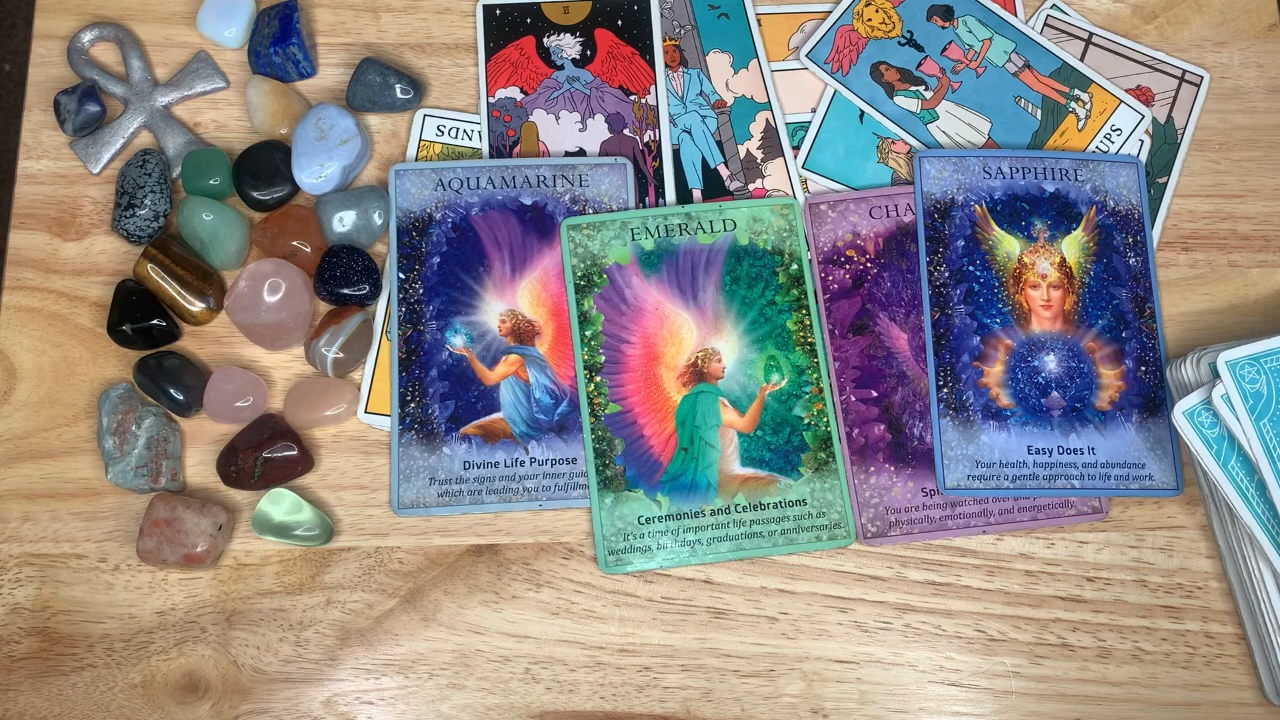 VI
WANDS
CUPS
AQUAMARINE
Divine Life Purpose
Trust the signs and your inner
which are leading you to
EMERALD
Ceremonies and Celebrations
It's a time of important life passages such as
weddings, birthdays, graduations, or anniversaries.
CHA
You are being watched over and
physically, emotionally, and energetically.
SAPPHIRE
Easy Does It
Your health, happiness, and abundance
require a gentle approach to life and work.